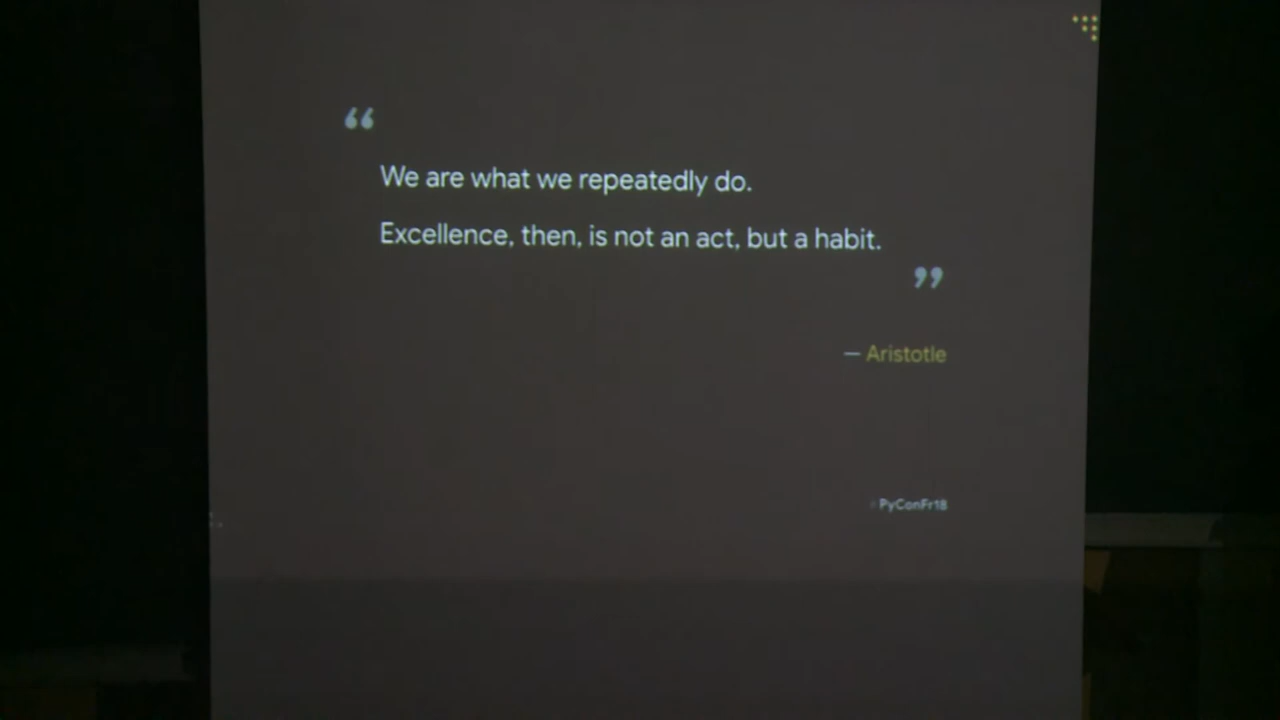 “
We are what we repeatedly do.
Excellence, then, is not an act, but a habit.
”
— Aristotle
#PyConFr18